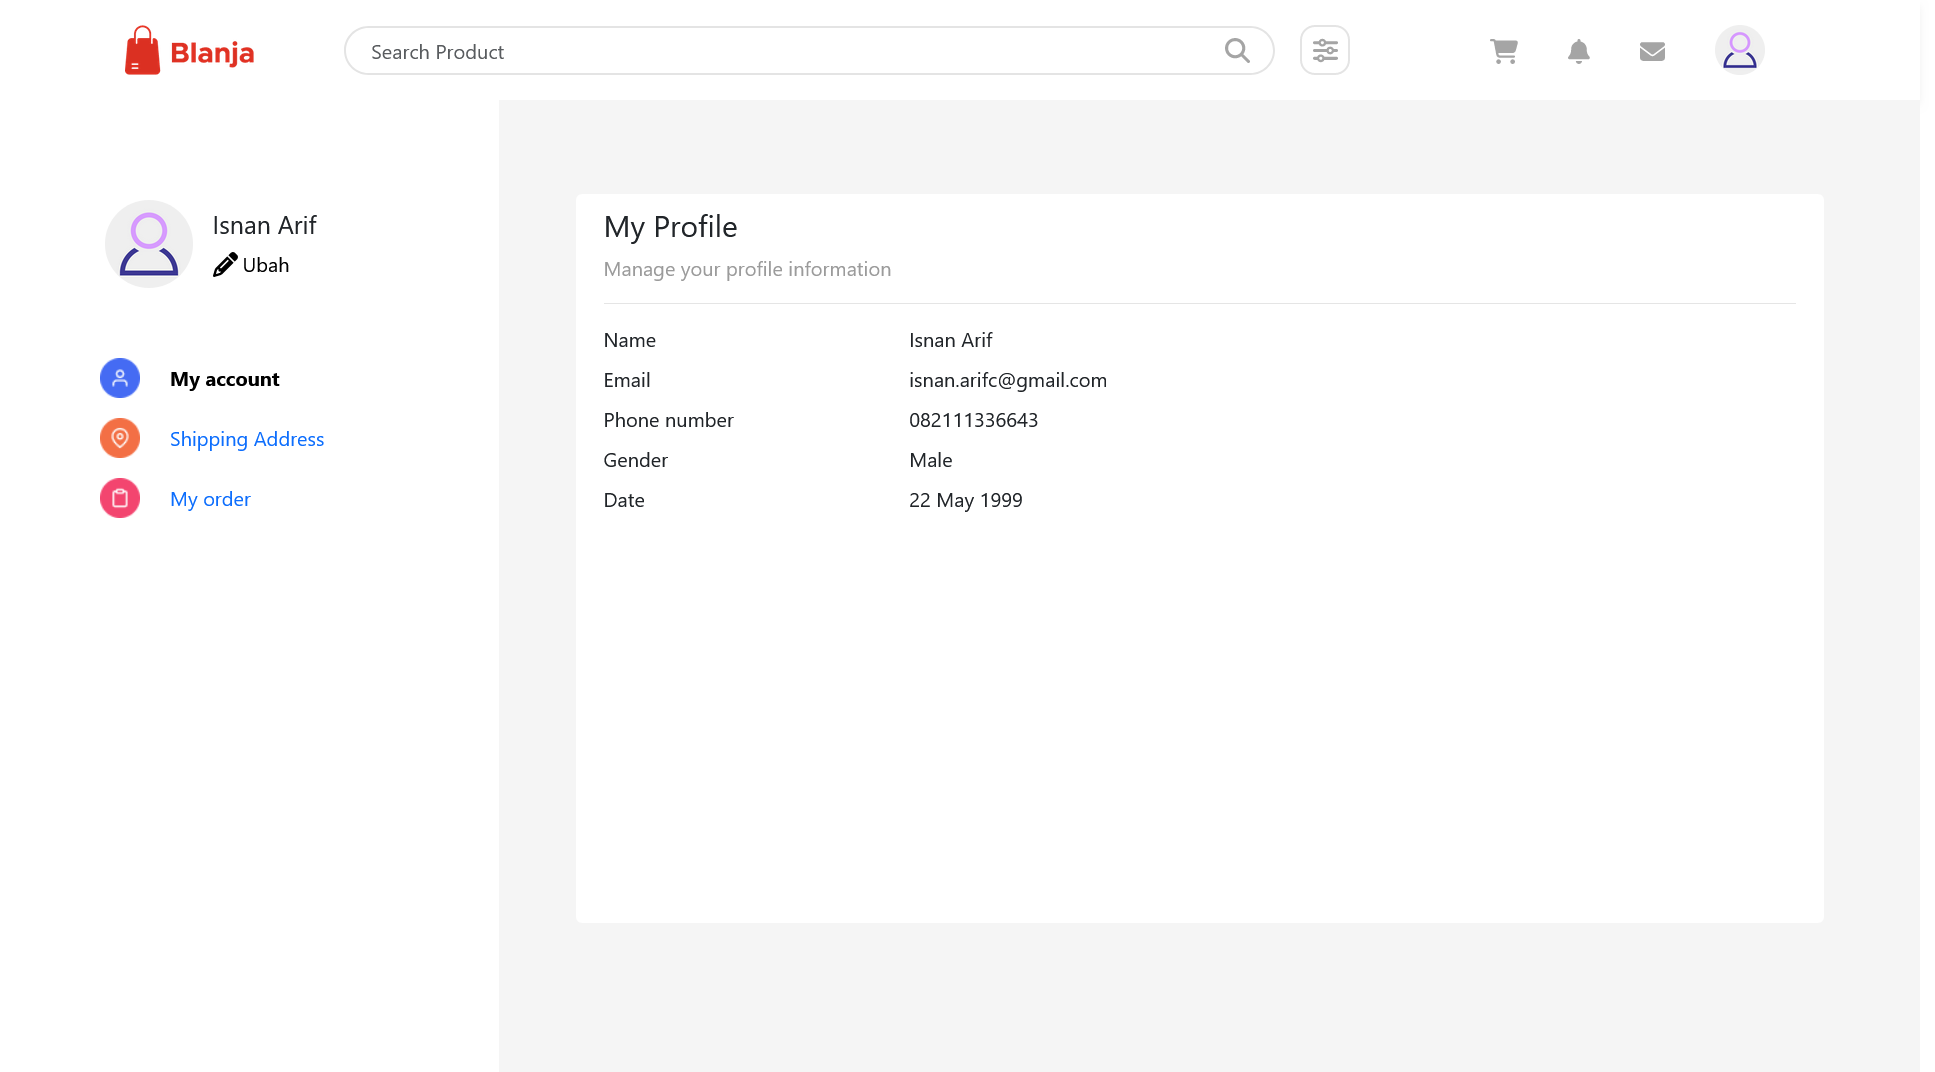 Blanja
Search Product
Isnan Arif
Ubah
My account
Shipping Address
My order
My Profile
Manage your profile information
Name Isnan Arif
Email isnan.arifc@gmail.com
Phone number 082111336643
Gender Male
Date 22 May 1999